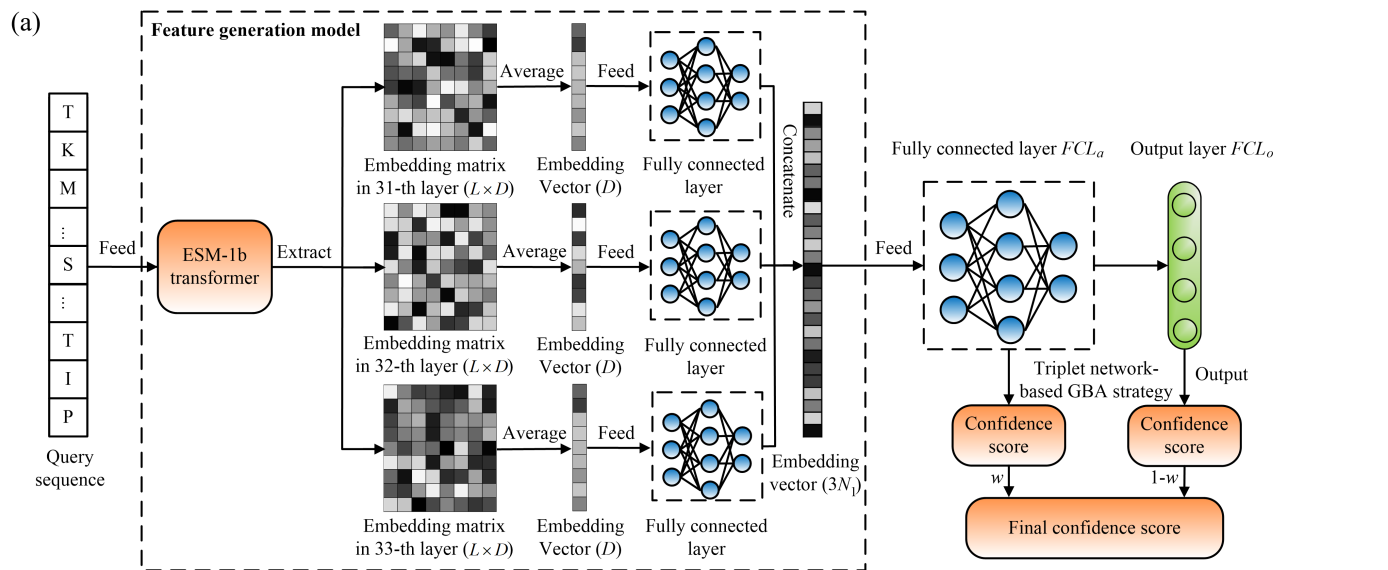 (a)
Feature generation model
T
K
M
⋮
S
⋮
T
I
P
Query
sequence
Feed
ESM-1b
transformer
Extract
Embedding matrix
in 31-th layer (L×D)
Average
Embedding
Vector (D)
Feed
Fully connected
layer
Embedding matrix
in 32-th layer (L×D)
Average
Embedding
Vector (D)
Feed
Fully connected
layer
Embedding matrix
in 33-th layer (L×D)
Average
Embedding
Vector (D)
Feed
Fully connected
layer
Concatenate
Embedding
vector (3N₁)
Feed
Fully connected layer FCLₐ
Output layer FCLₒ
Triplet network-
based GBA strategy
Output
Confidence
score
Confidence
score
w
1-w
Final confidence score